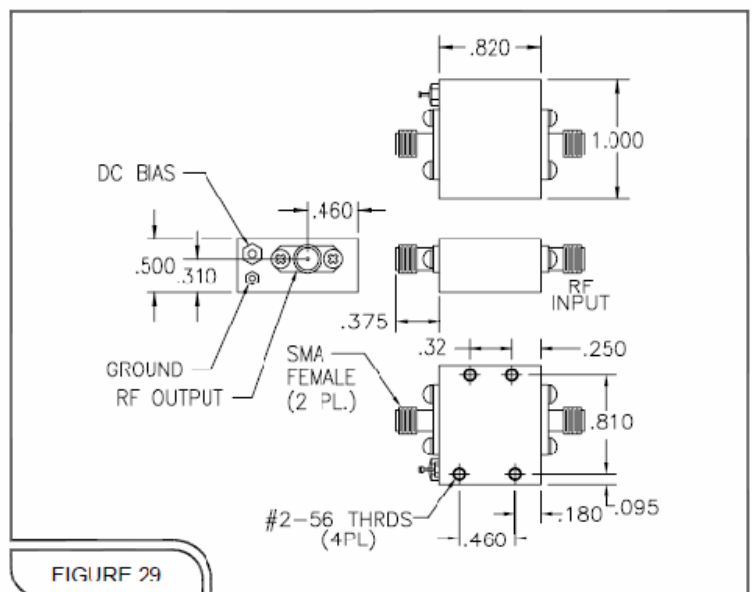 .820
1.000
DC BIAS
.460
.500
.310
RF
INPUT
.375
GROUND
RF OUTPUT
SMA
FEMALE
(2 PL.)
.32
.250
.810
#2-56 THRDS
(4PL)
.460
.180
.095
FIGURE 29